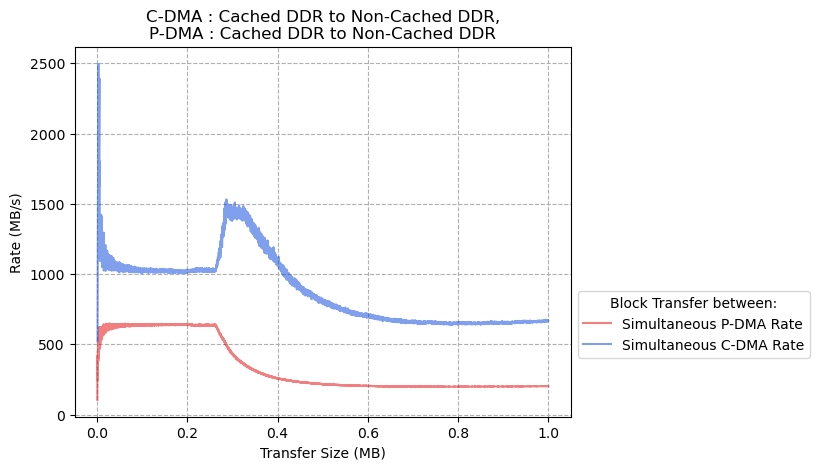 C-DMA : Cached DDR to Non-Cached DDR,
P-DMA : Cached DDR to Non-Cached DDR
Rate (MB/s)
2500
2000
1500
1000
500
0
0.0 0.2 0.4 0.6 0.8 1.0
Transfer Size (MB)
Block Transfer between:
Simultaneous P-DMA Rate
Simultaneous C-DMA Rate